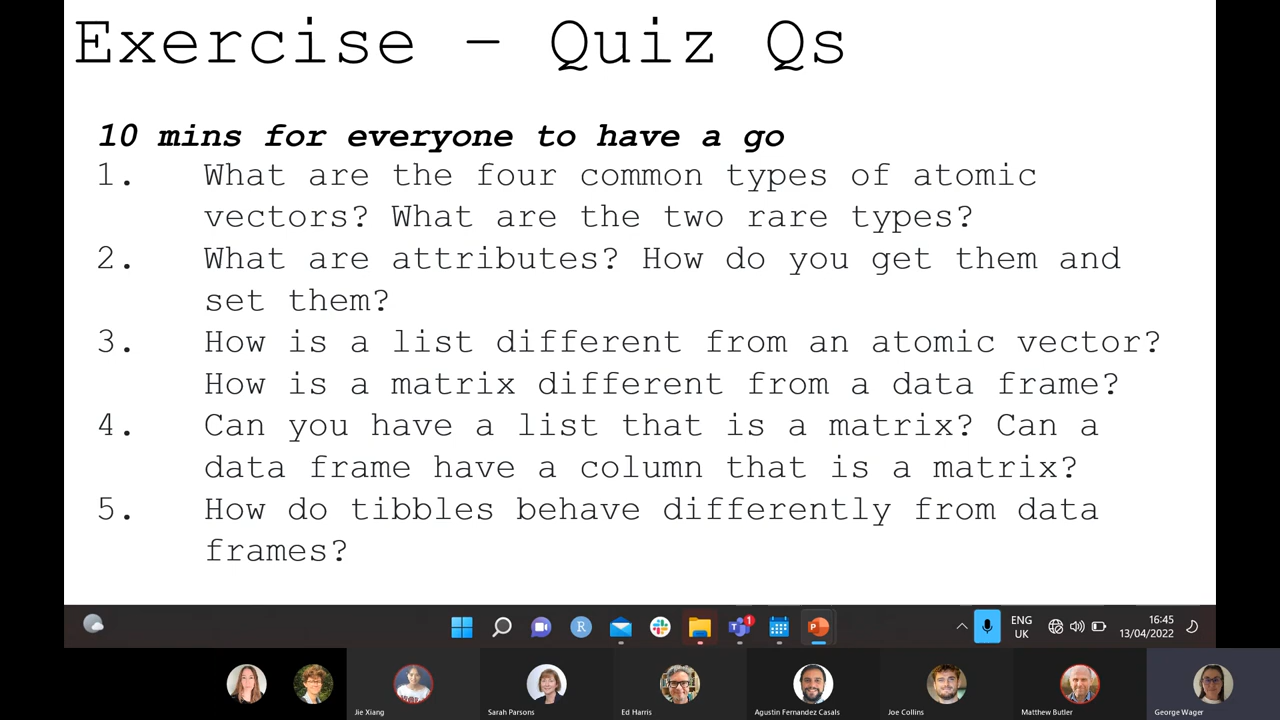 Exercise – Quiz Qs
10 mins for everyone to have a go
1. What are the four common types of atomic
vectors? What are the two rare types?
2. What are attributes? How do you get them and
set them?
3. How is a list different from an atomic vector?
How is a matrix different from a data frame?
4. Can you have a list that is a matrix? Can a
data frame have a column that is a matrix?
5. How do tibbles behave differently from data
frames?
R
1
P
ENG
UK
16:45
13/04/2022
Jie Xiang
Sarah Parsons
Ed Harris
Agustin Fernandez Casals
Joe Collins
Matthew Butler
George Wager